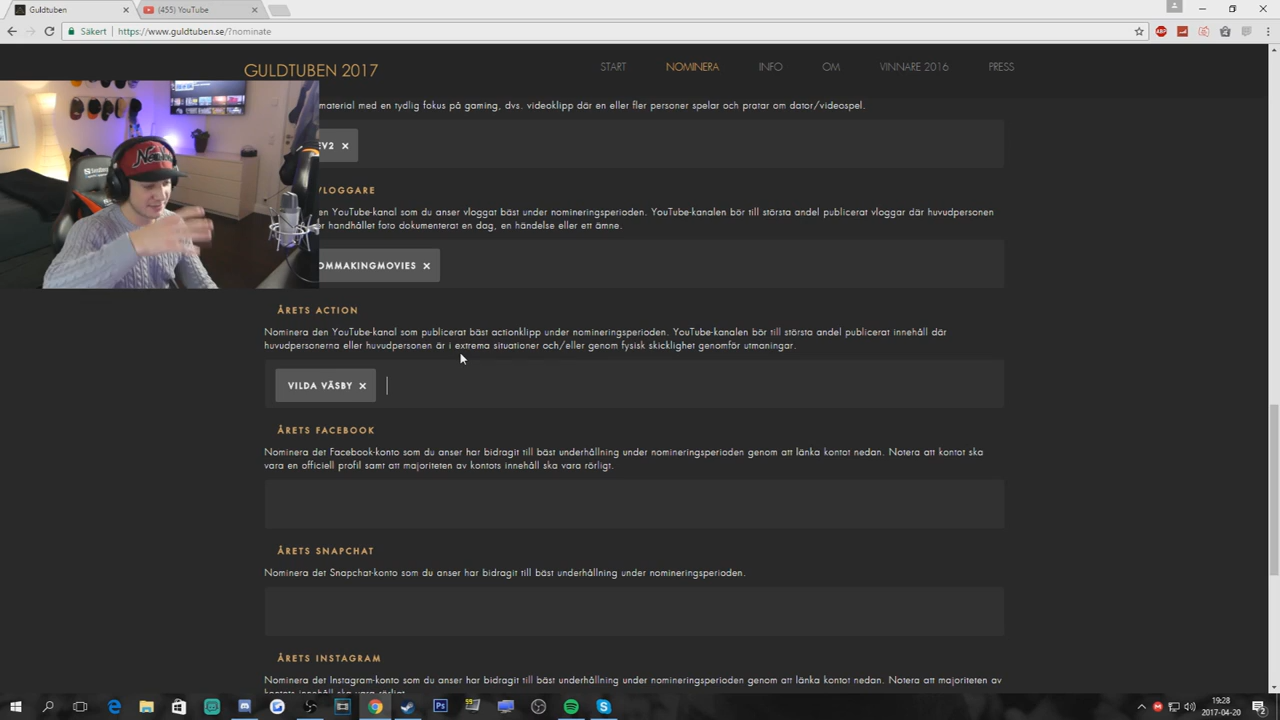 Guldtuben
(455) YouTube
Säkert
https://www.guldtuben.se/?nominate
GULDTUBEN 2017
START
NOMINERA
INFO
OM
VINNARE 2016
PRESS
material med en tydlig fokus på gaming, dvs. videoklipp där en eller fler personer spelar och pratar om dator/videospel.
EV2 ×
VLOGGARE
en YouTube-kanal som du anser vloggat bäst under nomineringsperioden. YouTube-kanalen bör till största andel publicerat vloggar där huvudpersonen
r handhållet foto dokumenterat en dag, en händelse eller ett ämne.
OMMAKINGMOVIES ×
ÅRETS ACTION
Nominera den YouTube-kanal som publicerat bäst actionklipp under nomineringsperioden. YouTube-kanalen bör till största andel publicerat innehåll där
huvudpersonerna eller huvudpersonen är i extrema situationer och/eller genom fysisk skicklighet genomför utmaningar.
VILDA VÄSBY ×
ÅRETS FACEBOOK
Nominera det Facebook-konto som du anser har bidragit till bäst underhållning under nomineringsperioden genom att länka kontot nedan. Notera att kontot ska
vara en officiell profil samt att majoriteten av kontots innehåll ska vara rörligt.
ÅRETS SNAPCHAT
Nominera det Snapchat-konto som du anser har bidragit till bäst underhållning under nomineringsperioden.
ÅRETS INSTAGRAM
Nominera det Instagram-konto som du anser har bidragit till bäst underhållning under nomineringsperioden. Notera att majoriteten av
kontots innehåll ska vara rörligt.
19:28
2017-04-20